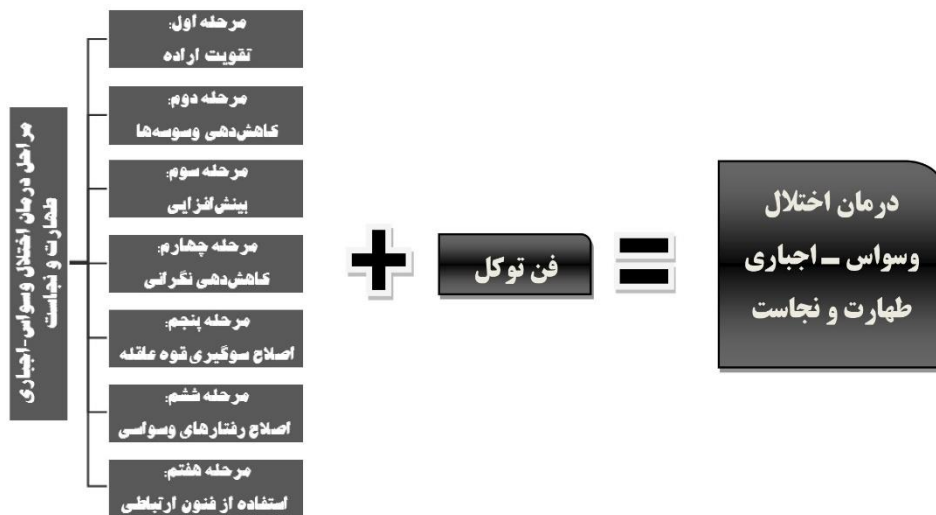 مراحل درمان اختلال وسواس-اجباری
طهارت و نجاست
مرحله اول:
تقویت اراده
مرحله دوم:
کاهش‌دهی وسوسه‌ها
مرحله سوم:
بینش‌افزایی
مرحله چهارم:
کاهش‌دهی نگرانی
مرحله پنجم:
اصلاح سوگیری قوه عاقله
مرحله ششم:
اصلاح رفتارهای وسواسی
مرحله هفتم:
استفاده از فنون ارتباطی
+
فن توکل
=
درمان اختلال
وسواس – اجباری
طهارت و نجاست